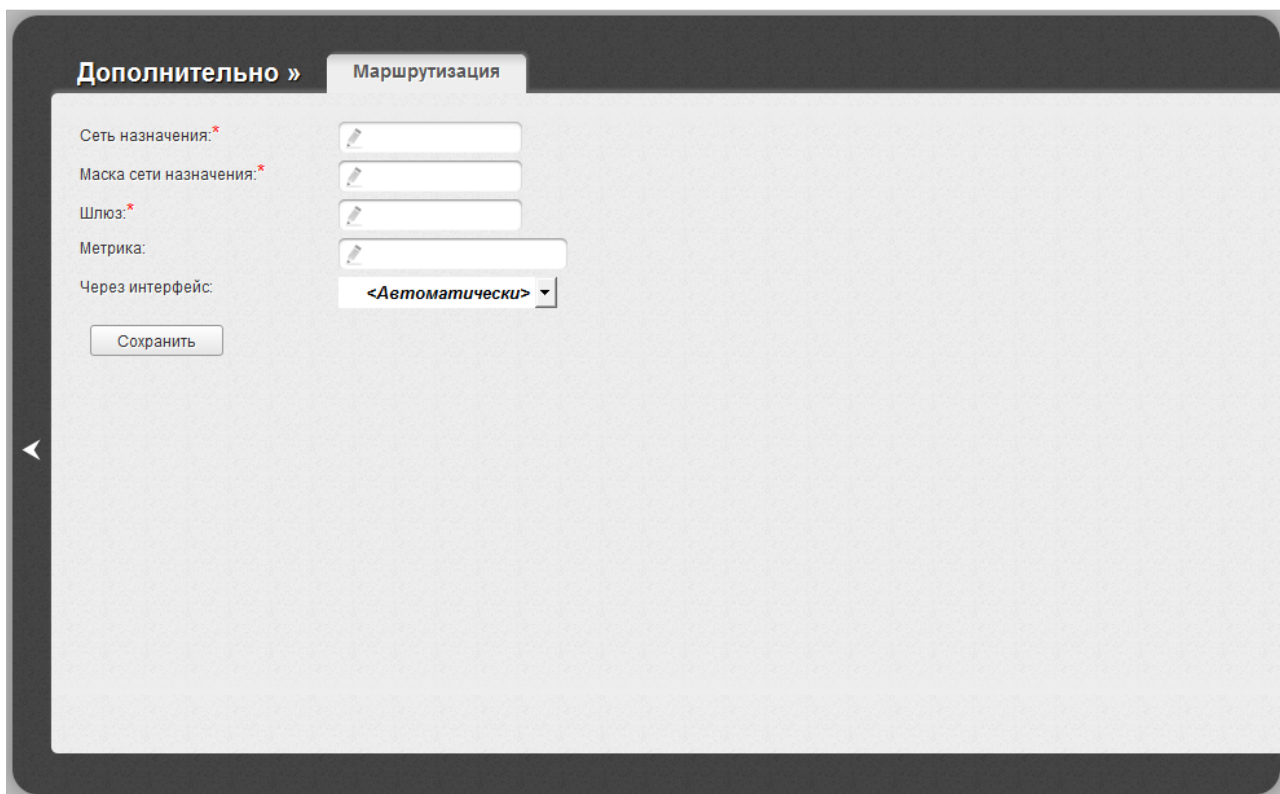 Дополнительно »
Маршрутизация
Сеть назначения:*
Маска сети назначения:*
Шлюз:*
Метрика:
Через интерфейс:
<Автоматически>
Сохранить